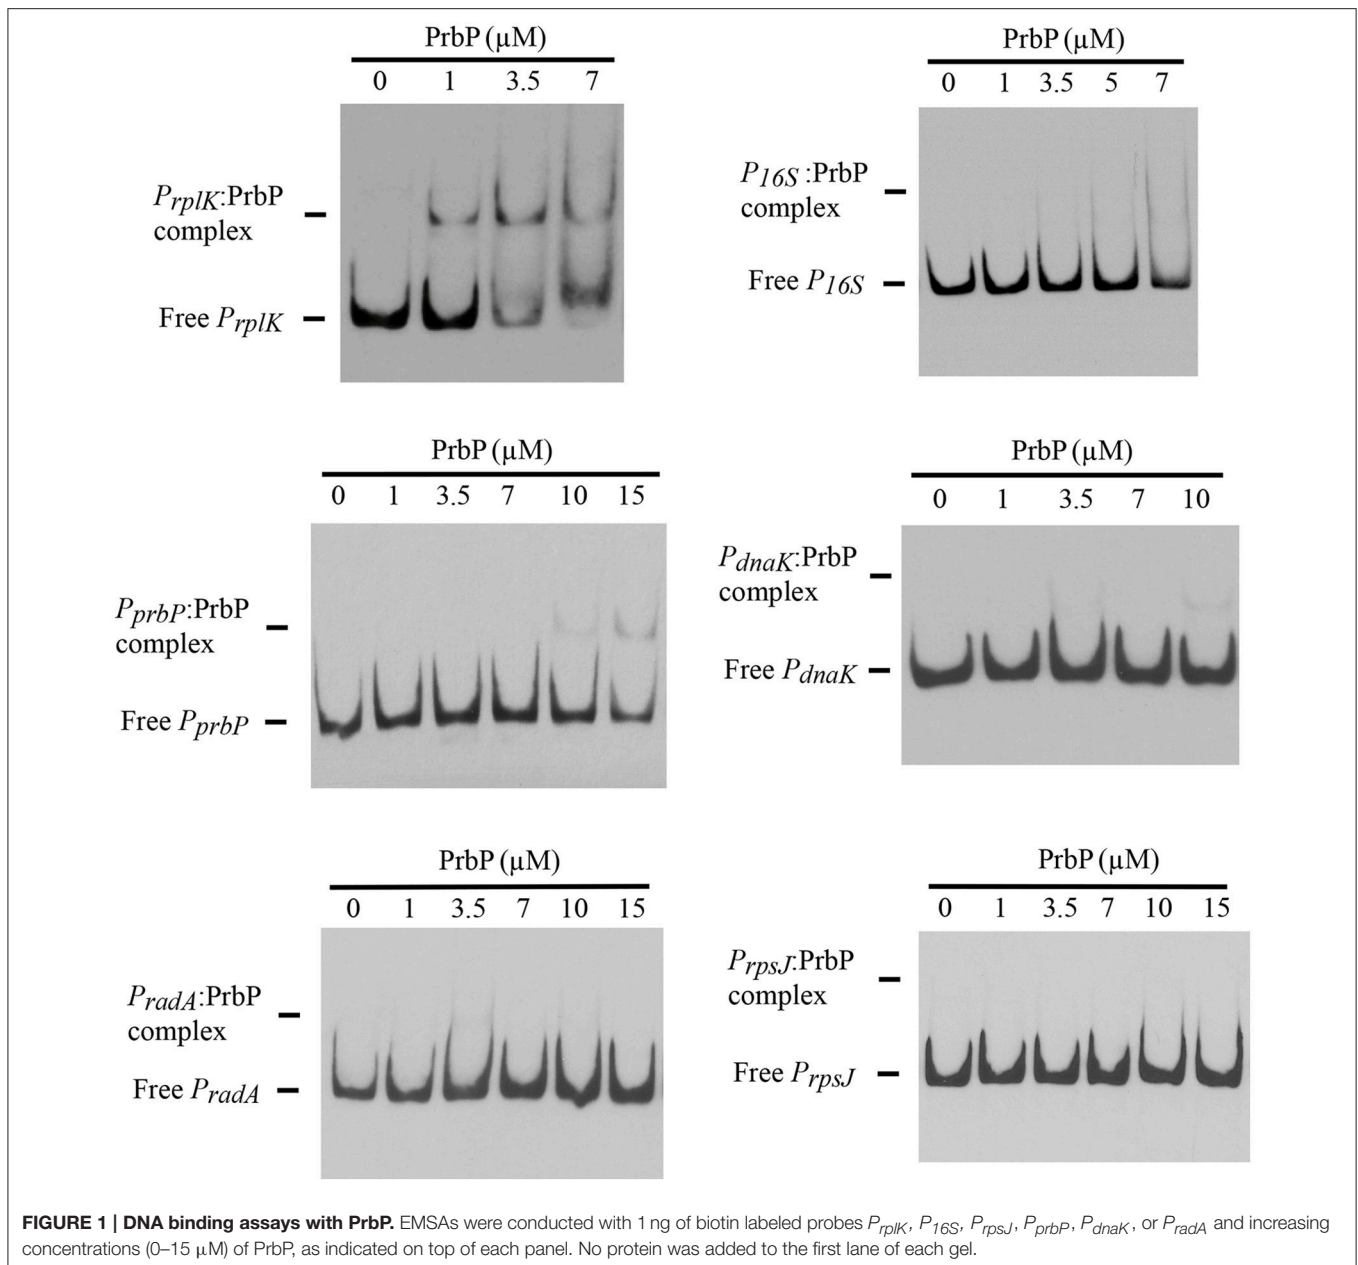 PrbP (µM)
0 1 3.5 7
PrplK:PrbP
complex
Free PrplK
PrbP (µM)
0 1 3.5 5 7
P16S :PrbP
complex
Free P16S
PrbP (µM)
0 1 3.5 7 10 15
PprbP:PrbP
complex
Free PprbP
PrbP (µM)
0 1 3.5 7 10
PdnaK:PrbP
complex
Free PdnaK
PrbP (µM)
0 1 3.5 7 10 15
PradA:PrbP
complex
Free PradA
PrbP (µM)
0 1 3.5 7 10 15
PrpsJ:PrbP
complex
Free PrpsJ
FIGURE 1 | DNA binding assays with PrbP. EMSAs were conducted with 1 ng of biotin labeled probes PrplK, P16S, PrpsJ, PprbP, PdnaK, or PradA and increasing
concentrations (0–15 µM) of PrbP, as indicated on top of each panel. No protein was added to the first lane of each gel.